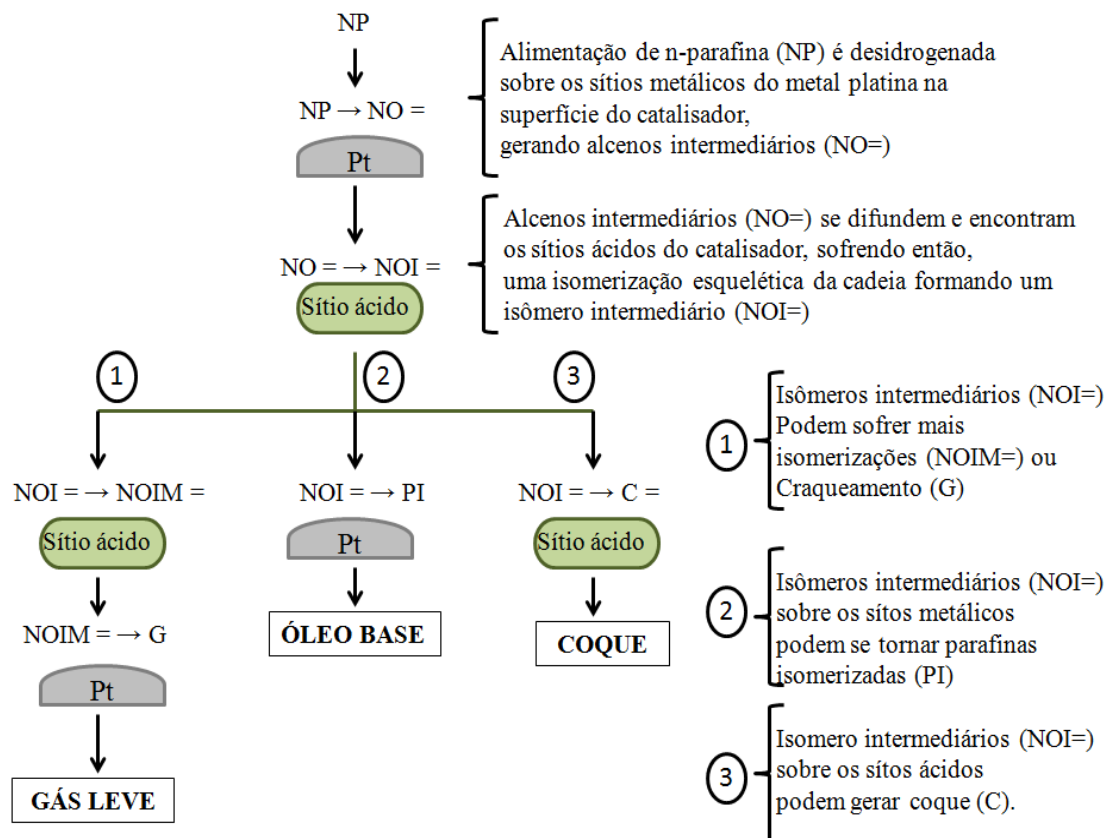 NP
Alimentação de n-parafina (NP) é desidrogenada
sobre os sítios metálicos do metal platina na
superfície do catalisador,
gerando alcenos intermediários (NO=)
NP → NO =
Pt
Alcenos intermediários (NO=) se difundem e encontram
os sítios ácidos do catalisador, sofrendo então,
uma isomerização esquelética da cadeia formando um
isômero intermediário (NOI=)
NO = → NOI =
Sítio ácido
1
2
3
NOI = → NOIM =
Sítio ácido
NOIM = → G
Pt
GÁS LEVE
NOI = → PI
Pt
ÓLEO BASE
NOI = → C =
Sítio ácido
COQUE
1
Isômeros intermediários (NOI=)
Podem sofrer mais
isomerizações (NOIM=) ou
Craqueamento (G)
2
Isômeros intermediários (NOI=)
sobre os sítos metálicos
podem se tornar parafinas
isomerizadas (PI)
3
Isomero intermediários (NOI=)
sobre os sítos ácidos
podem gerar coque (C).